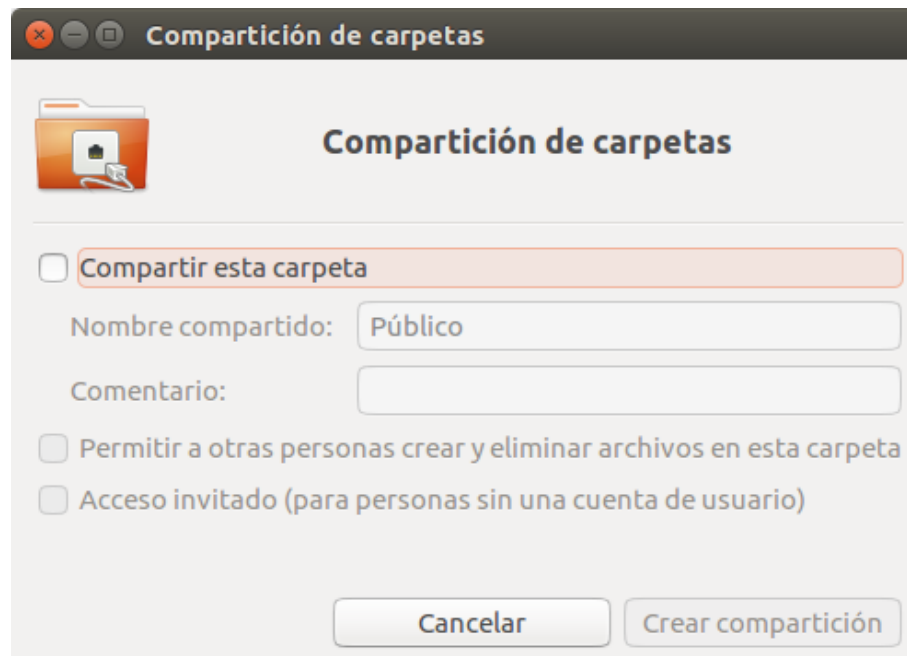 Compartición de carpetas
Compartición de carpetas
Compartir esta carpeta
Nombre compartido: Público
Comentario:
Permitir a otras personas crear y eliminar archivos en esta carpeta
Acceso invitado (para personas sin una cuenta de usuario)
Cancelar Crear compartición